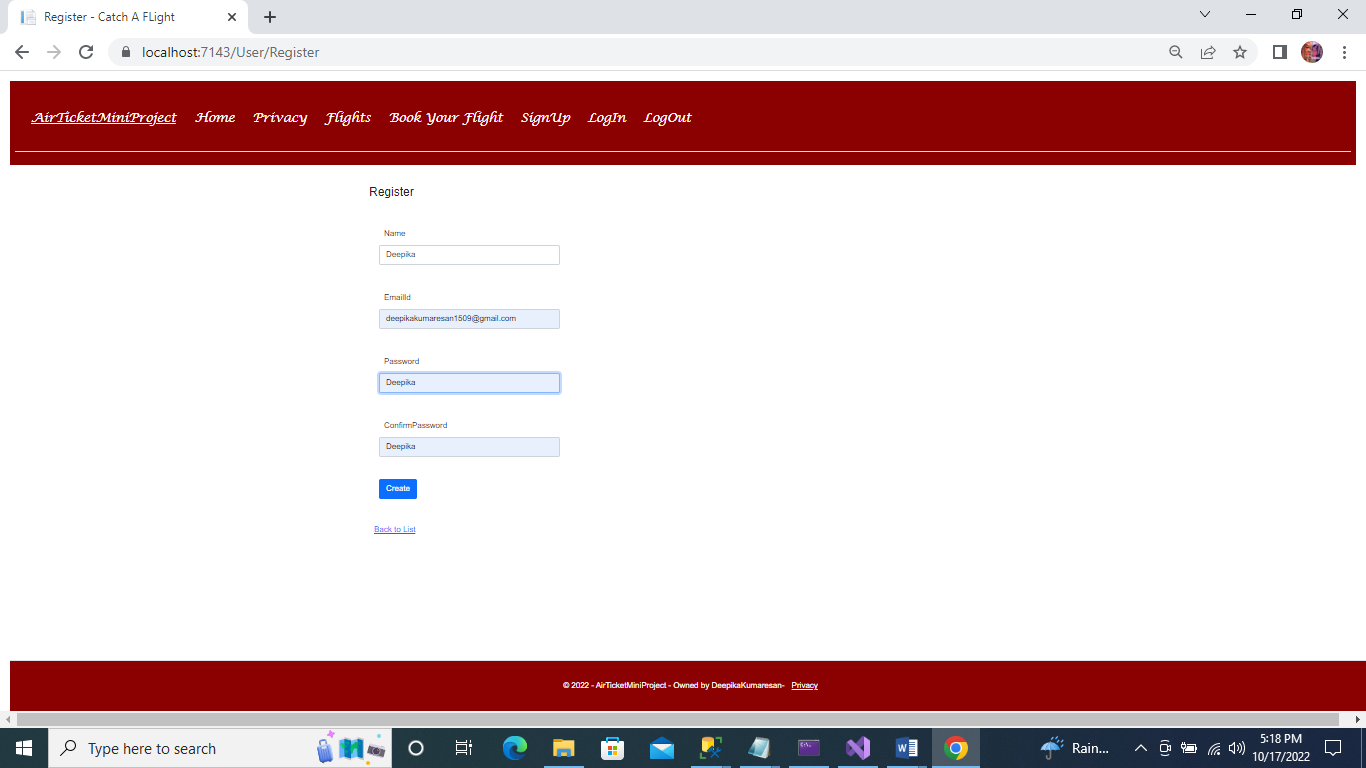 Register - Catch A FLight
localhost:7143/User/Register
AirTicketMiniProject Home Privacy Flights Book Your Flight SignUp LogIn LogOut
Register
Name
Deepika
EmailId
deepikakumaresan1509@gmail.com
Password
Deepika
ConfirmPassword
Deepika
Create
Back to List
© 2022 - AirTicketMiniProject - Owned by DeepikaKumaresan- Privacy
Type here to search
Rain...
5:18 PM
10/17/2022